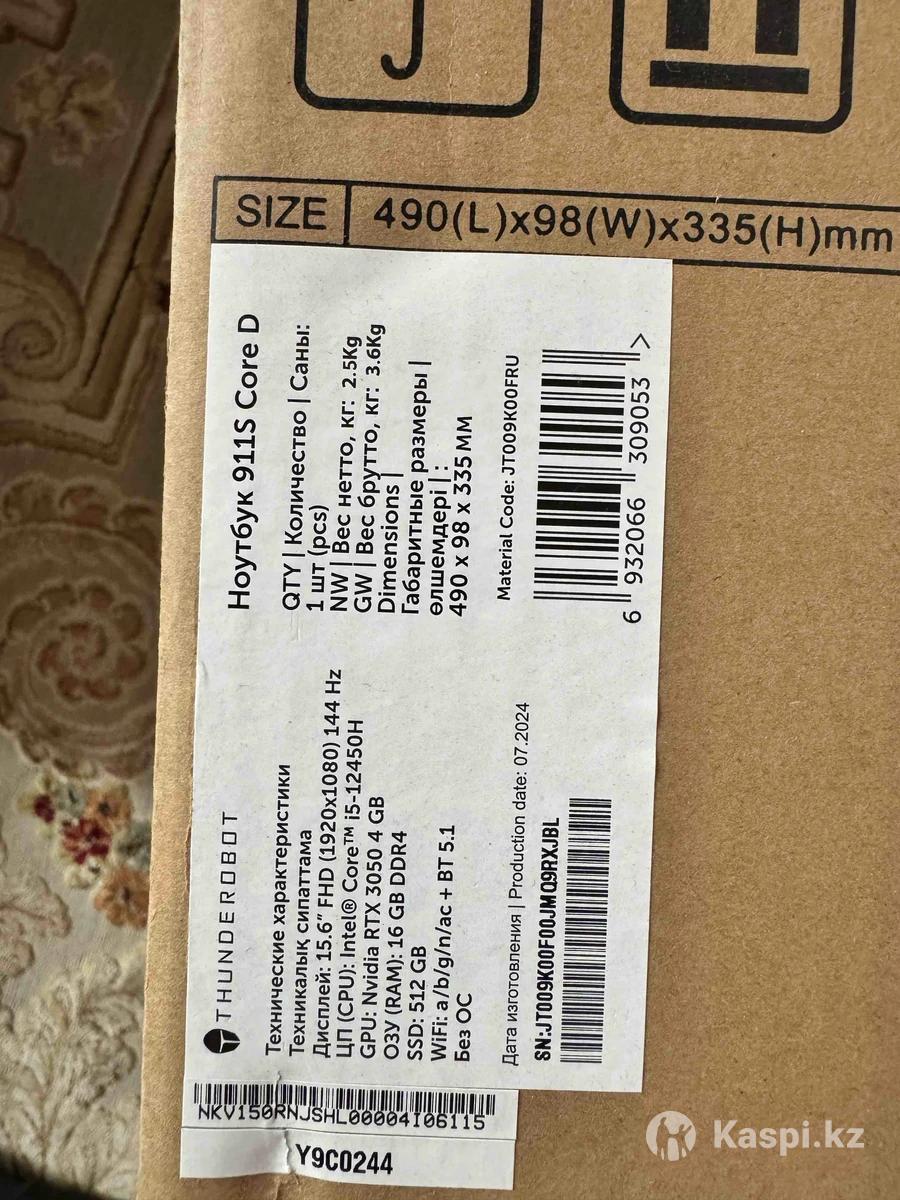 SIZE 490(L)x98(W)x335(H)mm
THUNDEROBOT
Ноутбук 911S Core D
Технические характеристики
Техникалық сипаттама
Дисплей: 15.6” FHD (1920x1080) 144 Hz
ЦП (CPU): Intel® Core™ i5-12450H
GPU: Nvidia RTX 3050 4 GB
ОЗУ (RAM): 16 GB DDR4
SSD: 512 GB
WiFi: a/b/g/n/ac + BT 5.1
Без ОС
QTY | Количество | Саны:
1 шт (pcs)
NW | Вес нетто, кг: 2.5Kg
GW | Вес брутто, кг: 3.6Kg
Dimensions |
Габаритные размеры |
өлшемдері | :
490 x 98 x 335 мм
Material Code: JT009K00FRU
6 932066 309053 >
Дата изготовления | Production date: 07.2024
SN:JT009K00F00JMQ9RXJBL
NKV150RNJSHL00004I06115
Y9C0244
Kaspi.kz